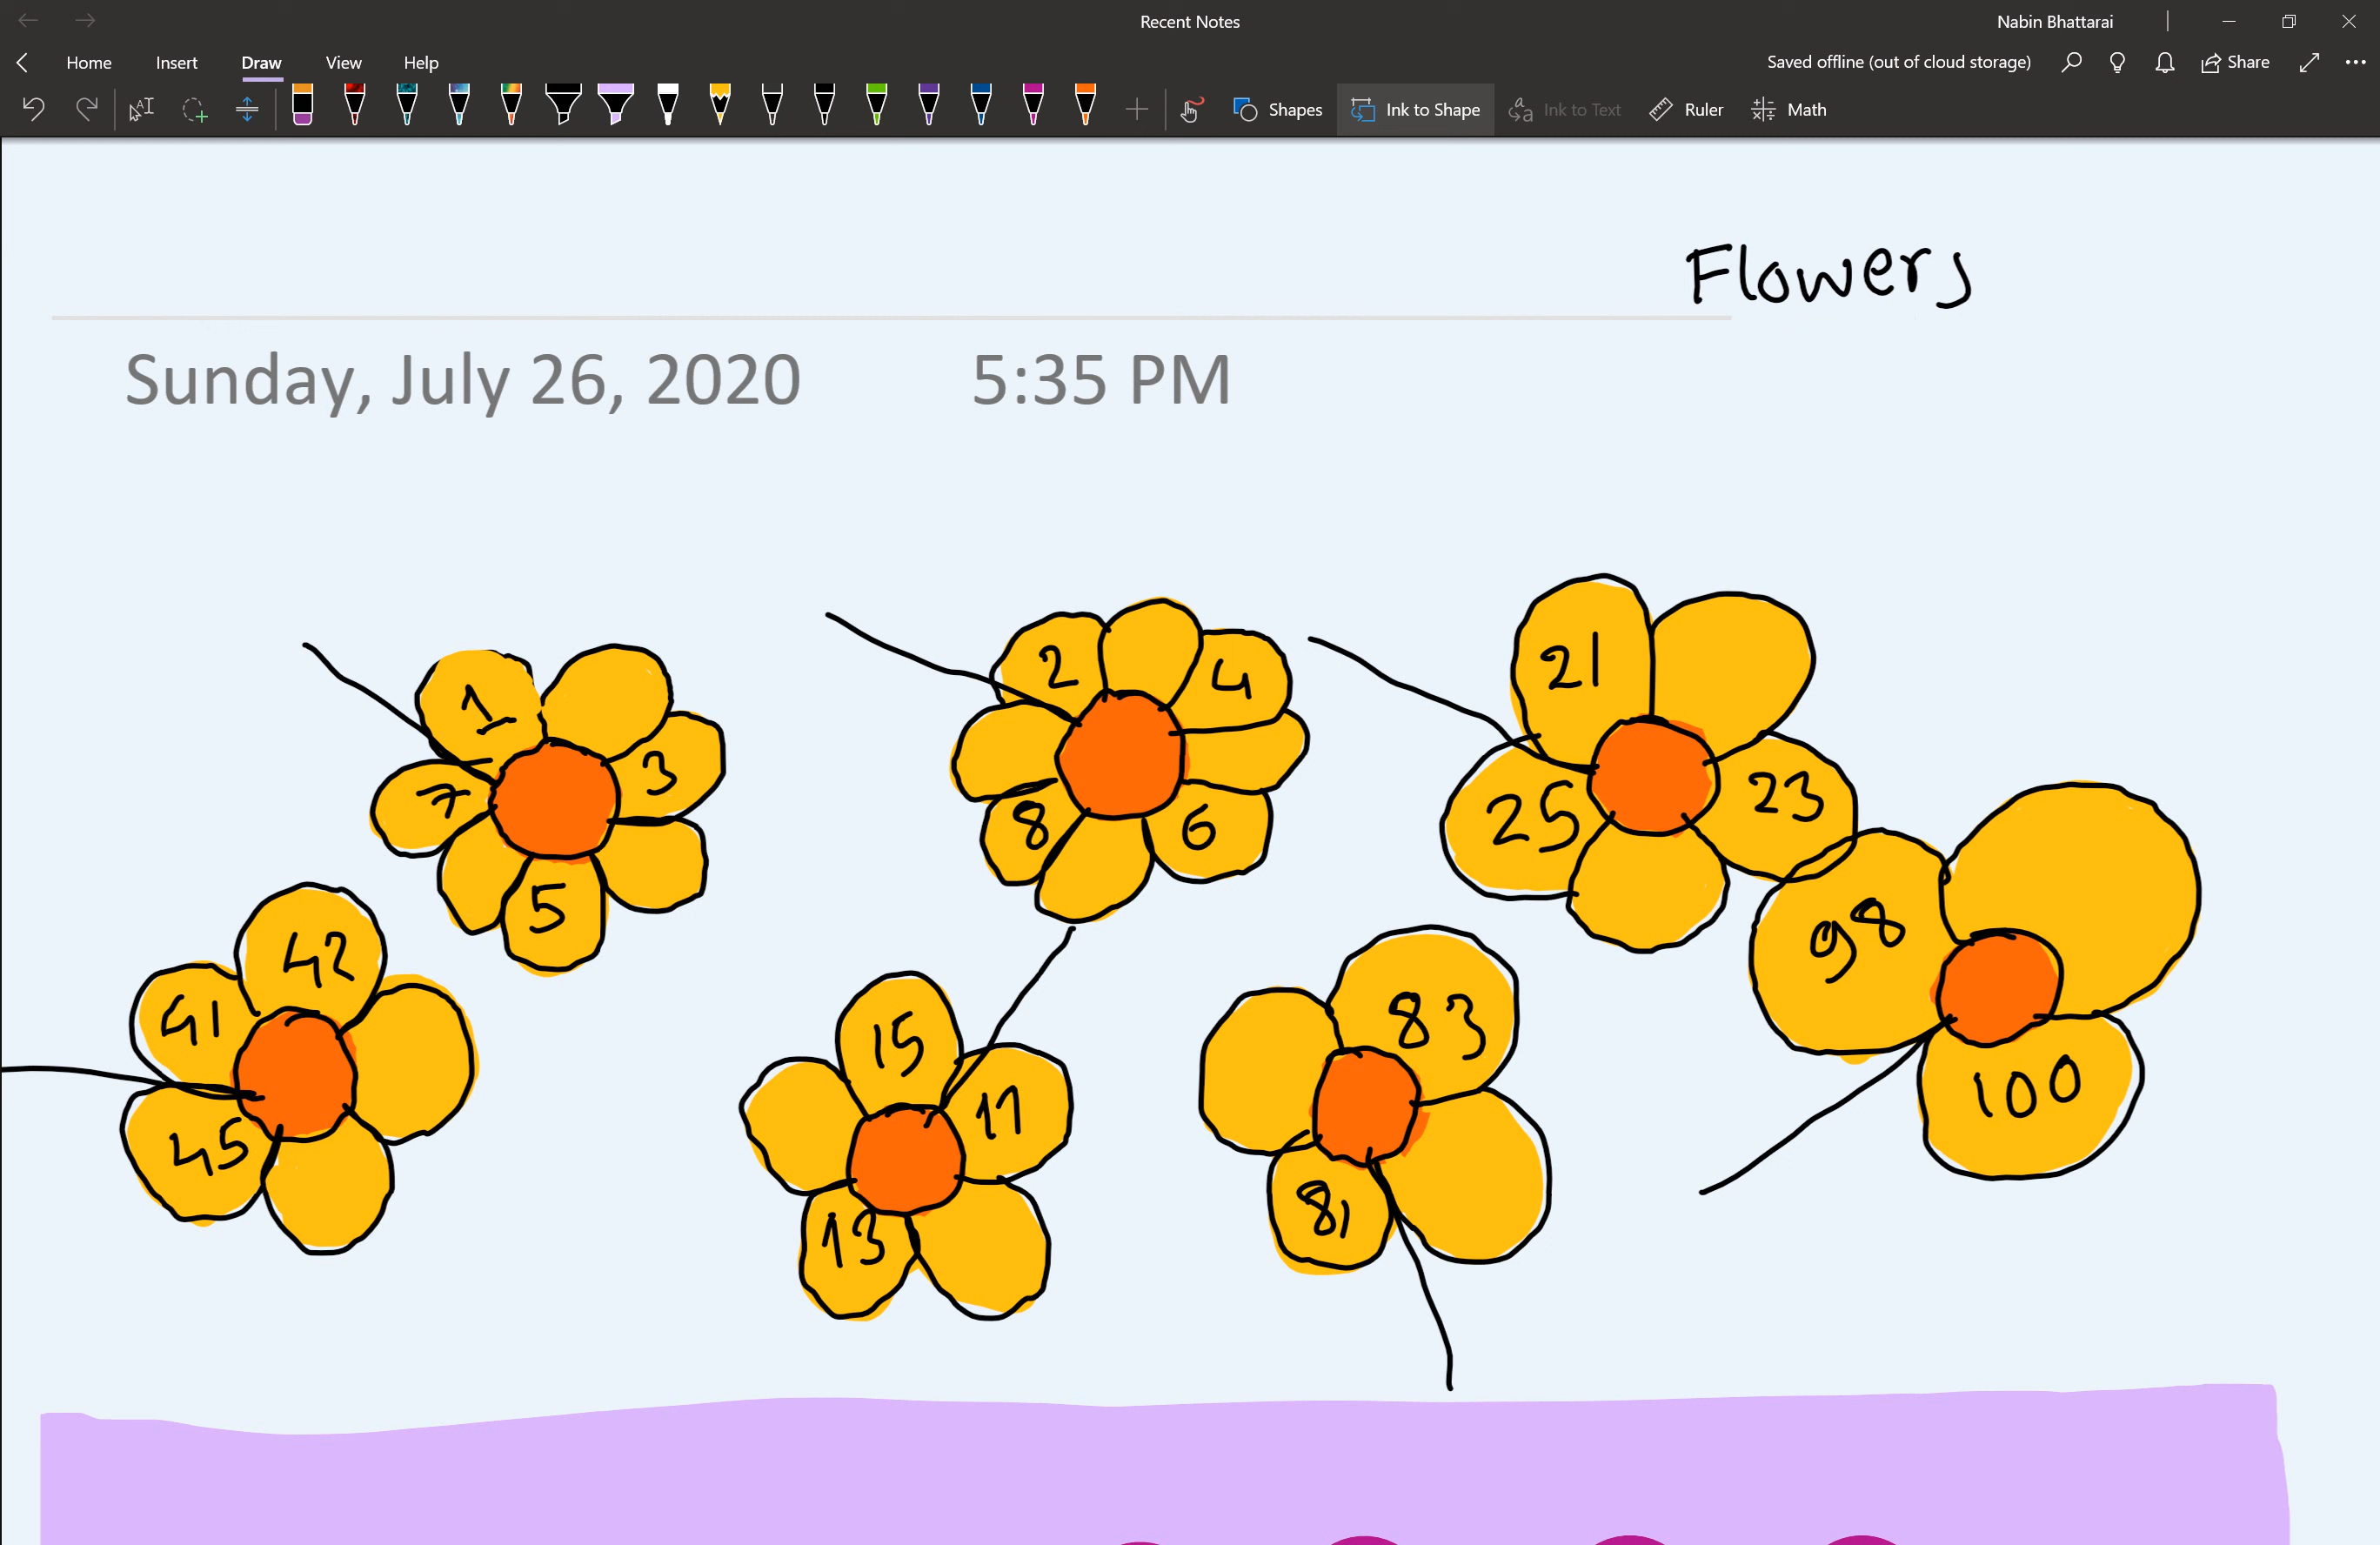 Recent Notes
Nabin Bhattarai
Home Insert Draw View Help
Saved offline (out of cloud storage)
Share
Shapes
Ink to Shape
Ink to Text
Ruler
Math
Flowers
Sunday, July 26, 2020 5:35 PM
1
3
5
7
2
4
6
8
21
23
25
98
100
41
42
45
13
15
17
81
83